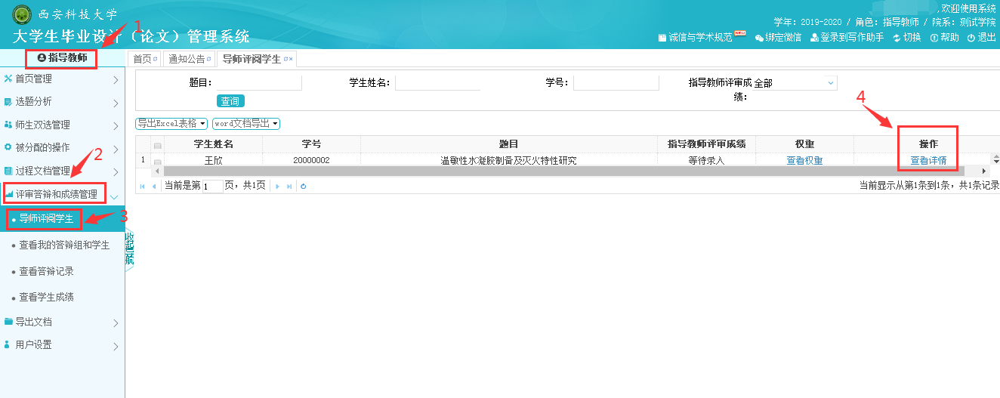 西安科技大学
大学生毕业设计（论文）管理系统
，欢迎使用系统
学年：2019-2020 / 角色：指导教师 / 院系：测试学院
诚信与学术规范 绑定微信 登录到写作助手 切换 帮助 退出
1
指导教师
首页 通知公告 导师评阅学生
首页管理
选题分析
师生双选管理
被分配的操作
2
过程文档管理
评审答辩和成绩管理
导师评阅学生
3
查看我的答辩组和学生
查看答辩记录
查看学生成绩
导出文档
用户设置
收起导航
题目： 学生姓名： 学号： 指导教师评审成绩： 全部
查询
4
导出Excel表格 word文档导出
学生姓名 学号 题目 指导教师评审成绩 权重 操作
1 王欣 20000002 温敏性水凝胶制备及灭火特性研究 等待录入 查看权重 查看详情
当前是第 1 页，共1页 当前显示从第1条到1条，共1条记录